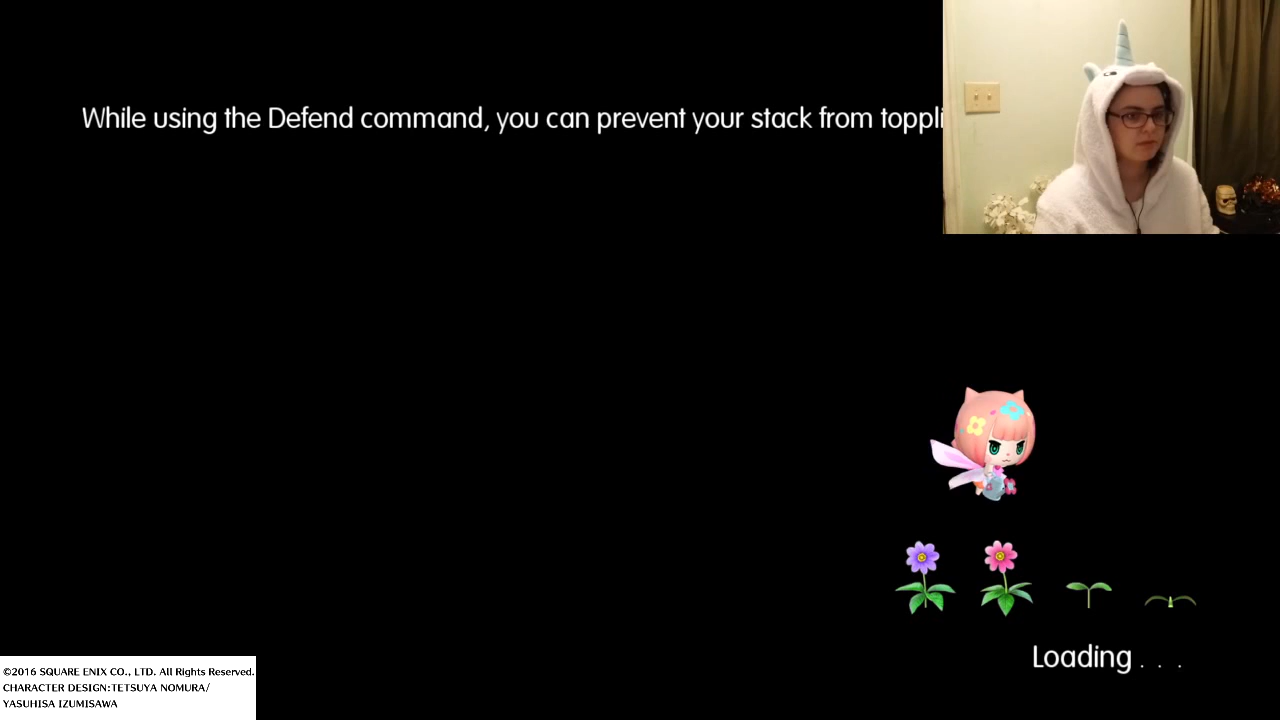 While using the Defend command, you can prevent your stack from toppli
Loading . . .
©2016 SQUARE ENIX CO., LTD. All Rights Reserved.
CHARACTER DESIGN:TETSUYA NOMURA/
YASUHISA IZUMISAWA